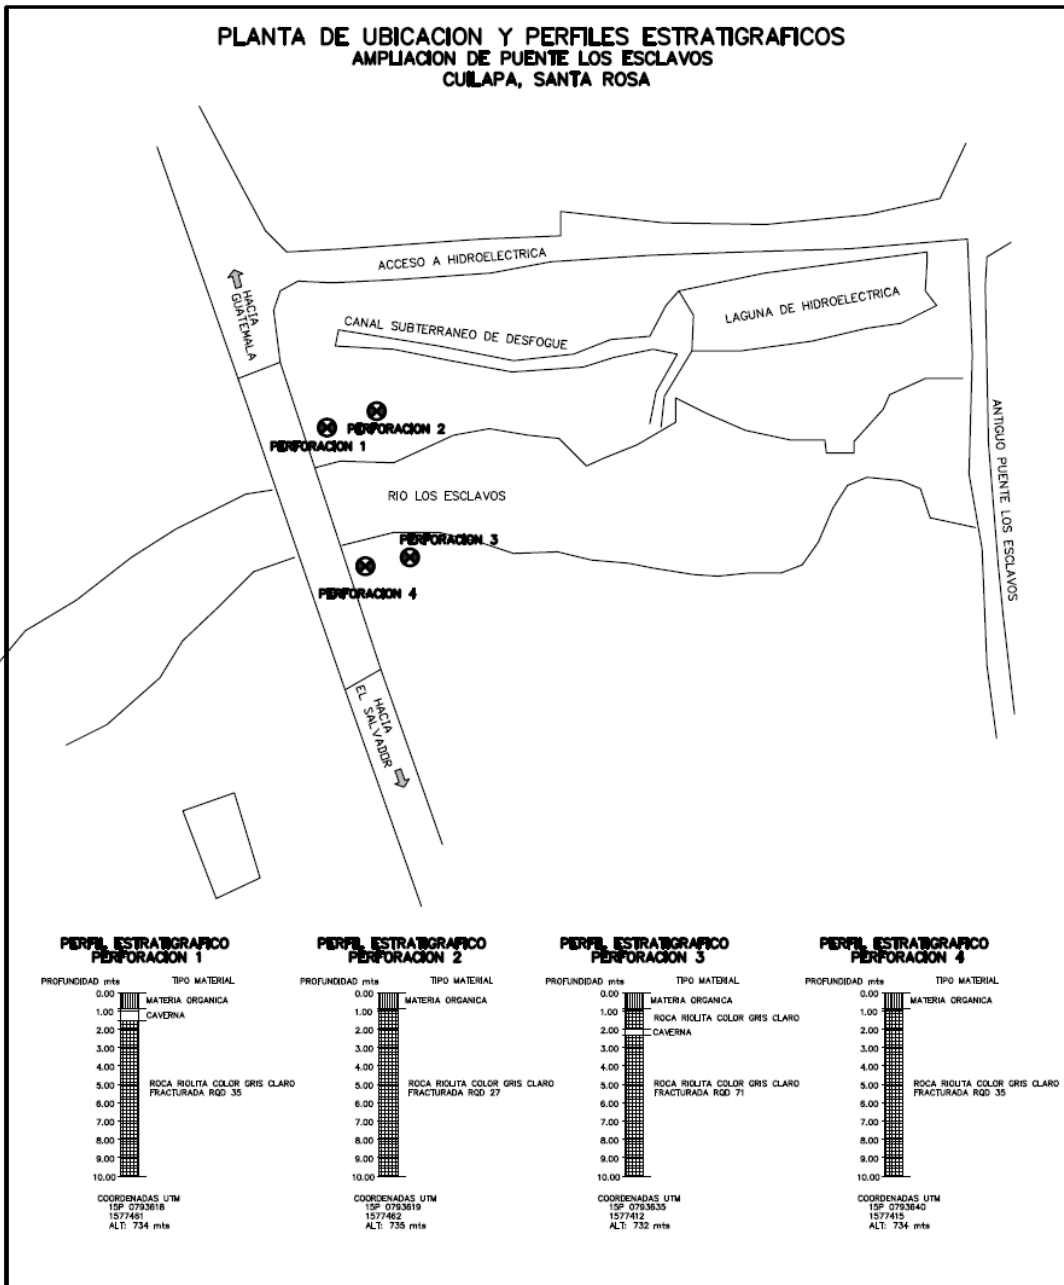 PLANTA DE UBICACION Y PERFILES ESTRATIGRAFICOS
AMPLIACION DE PUENTE LOS ESCLAVOS
CUILAPA, SANTA ROSA
ACCESO A HIDROELECTRICA
HACIA
GUATEMALA
CANAL SUBTERRANEO DE DESFOGUE
LAGUNA DE HIDROELECTRICA
ANTIGUO PUENTE LOS ESCLAVOS
PERFORACION 2
PERFORACION 1
RIO LOS ESCLAVOS
PERFORACION 3
PERFORACION 4
HACIA
EL SALVADOR
PERFIL ESTRATIGRAFICO
PERFORACION 1
PROFUNDIDAD mts TIPO MATERIAL
0.00
MATERIA ORGANICA
1.00
CAVERNA
2.00
3.00
4.00
5.00 ROCA RIOLITA COLOR GRIS CLARO
FRACTURADA RQD 35
6.00
7.00
8.00
9.00
10.00
COORDENADAS UTM
15P 0793618
1577461
ALT: 734 mts
PERFIL ESTRATIGRAFICO
PERFORACION 2
PROFUNDIDAD mts TIPO MATERIAL
0.00
MATERIA ORGANICA
1.00
2.00
3.00
4.00
5.00 ROCA RIOLITA COLOR GRIS CLARO
FRACTURADA RQD 27
6.00
7.00
8.00
9.00
10.00
COORDENADAS UTM
15P 0793619
1577462
ALT: 735 mts
PERFIL ESTRATIGRAFICO
PERFORACION 3
PROFUNDIDAD mts TIPO MATERIAL
0.00
MATERIA ORGANICA
1.00
ROCA RIOLITA COLOR GRIS CLARO
2.00
CAVERNA
3.00
4.00
5.00 ROCA RIOLITA COLOR GRIS CLARO
FRACTURADA RQD 71
6.00
7.00
8.00
9.00
10.00
COORDENADAS UTM
15P 0793635
1577412
ALT: 732 mts
PERFIL ESTRATIGRAFICO
PERFORACION 4
PROFUNDIDAD mts TIPO MATERIAL
0.00
MATERIA ORGANICA
1.00
2.00
3.00
4.00
5.00 ROCA RIOLITA COLOR GRIS CLARO
FRACTURADA RQD 35
6.00
7.00
8.00
9.00
10.00
COORDENADAS UTM
15P 0793640
1577415
ALT: 734 mts